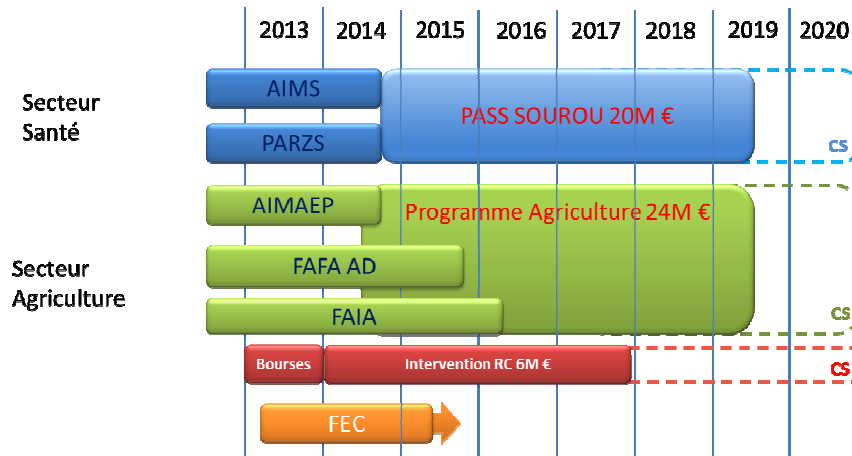 2013 2014 2015 2016 2017 2018 2019 2020
Secteur
Santé
AIMS
PASS SOUROU 20M €
PARZS
CS
AIMAEP
Programme Agriculture 24M €
Secteur
Agriculture
FAFA AD
FAIA
CS
Bourses
Intervention RC 6M €
CS
FEC